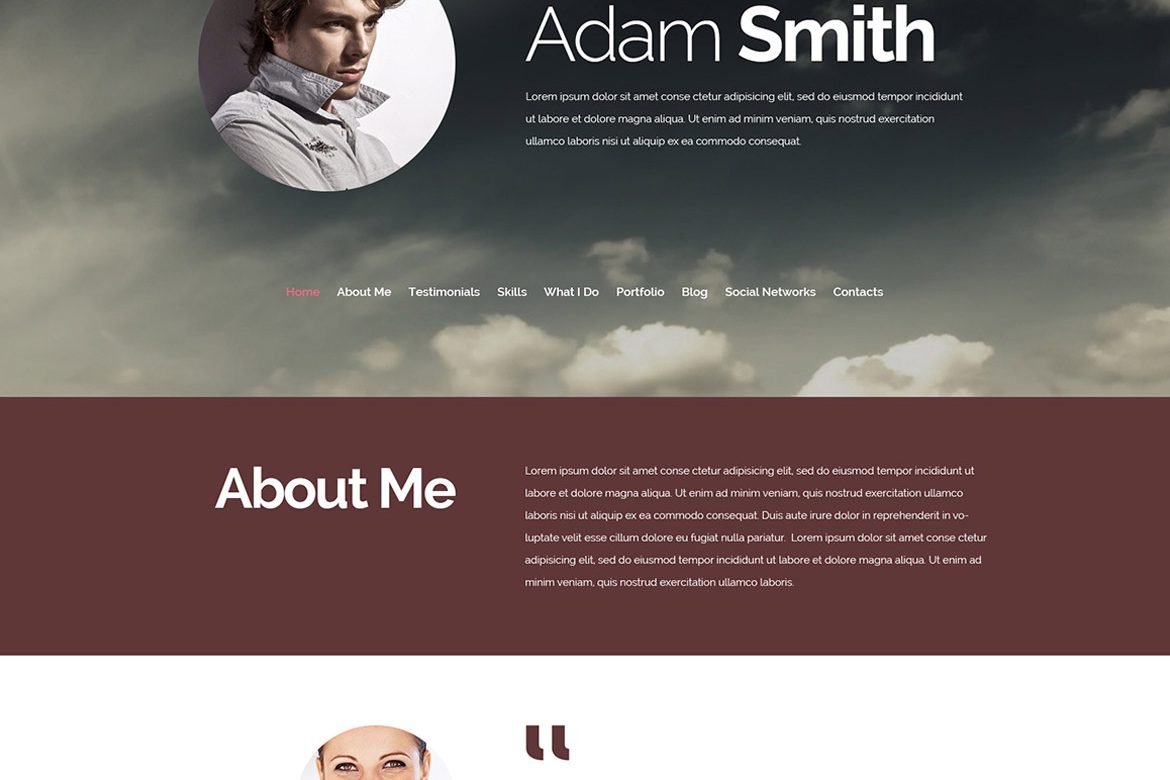 Adam Smith
Lorem ipsum dolor sit amet conse ctetur adipisicing elit, sed do eiusmod tempor incididunt
ut labore et dolore magna aliqua. Ut enim ad minim veniam, quis nostrud exercitation
ullamco laboris nisi ut aliquip ex ea commodo consequat.
Home About Me Testimonials Skills What I Do Portfolio Blog Social Networks Contacts
About Me
Lorem ipsum dolor sit amet conse ctetur adipisicing elit, sed do eiusmod tempor incididunt ut
labore et dolore magna aliqua. Ut enim ad minim veniam, quis nostrud exercitation ullamco
laboris nisi ut aliquip ex ea commodo consequat. Duis aute irure dolor in reprehenderit in vo-
luptate velit esse cillum dolore eu fugiat nulla pariatur. Lorem ipsum dolor sit amet conse ctetur
adipisicing elit, sed do eiusmod tempor incididunt ut labore et dolore magna aliqua. Ut enim ad
minim veniam, quis nostrud exercitation ullamco laboris.